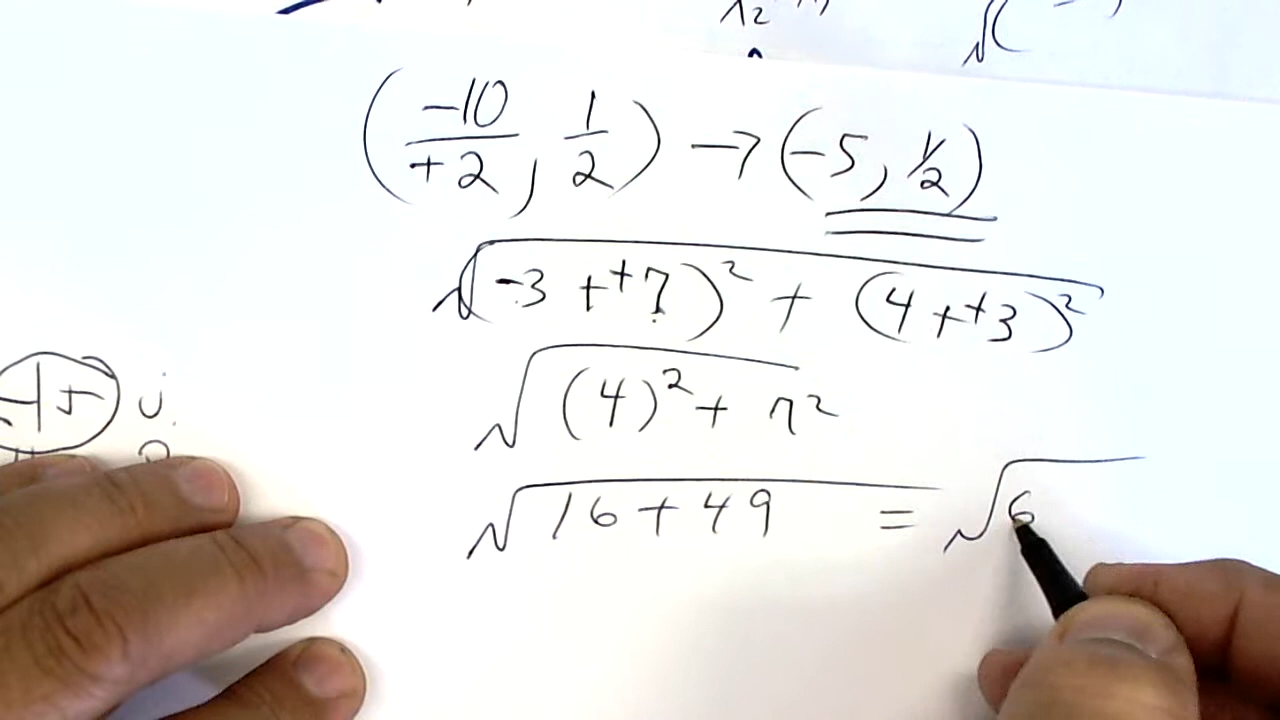 (-10/+2, 1/2) → (-5, 1/2)
√(-3 + +7)² + (4 + +3)²
√(4)² + 7²
√16 + 49 = √6